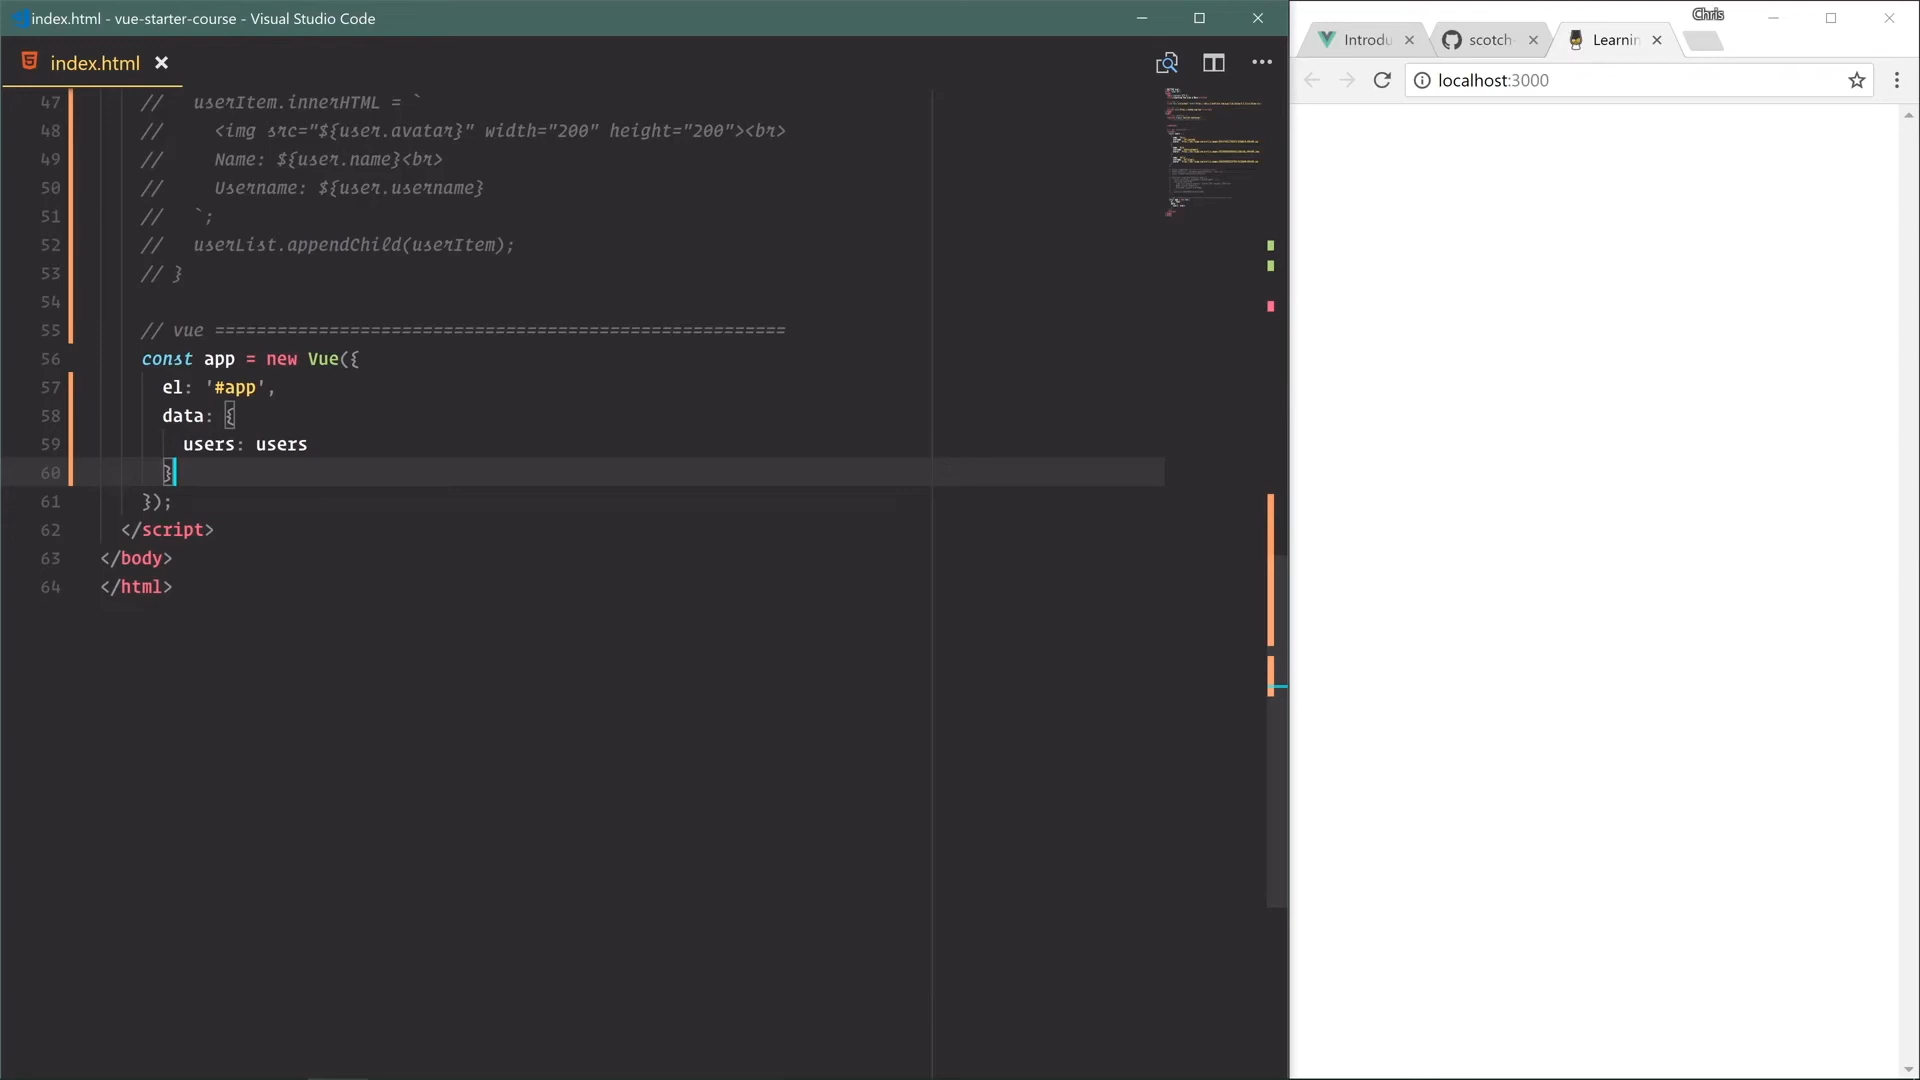 index.html - vue-starter-course - Visual Studio Code
index.html
47 // userItem.innerHTML = `
48 // <img src="${user.avatar}" width="200" height="200"><br>
49 // Name: ${user.name}<br>
50 // Username: ${user.username}
51 // `;
52 // userList.appendChild(userItem);
53 // }
54
55 // vue =======================================================
56 const app = new Vue({
57 el: '#app',
58 data: {
59 users: users
60 }
61 });
62 </script>
63 </body>
64 </html>
Chris
Introdu
scotch
Learnin
localhost:3000